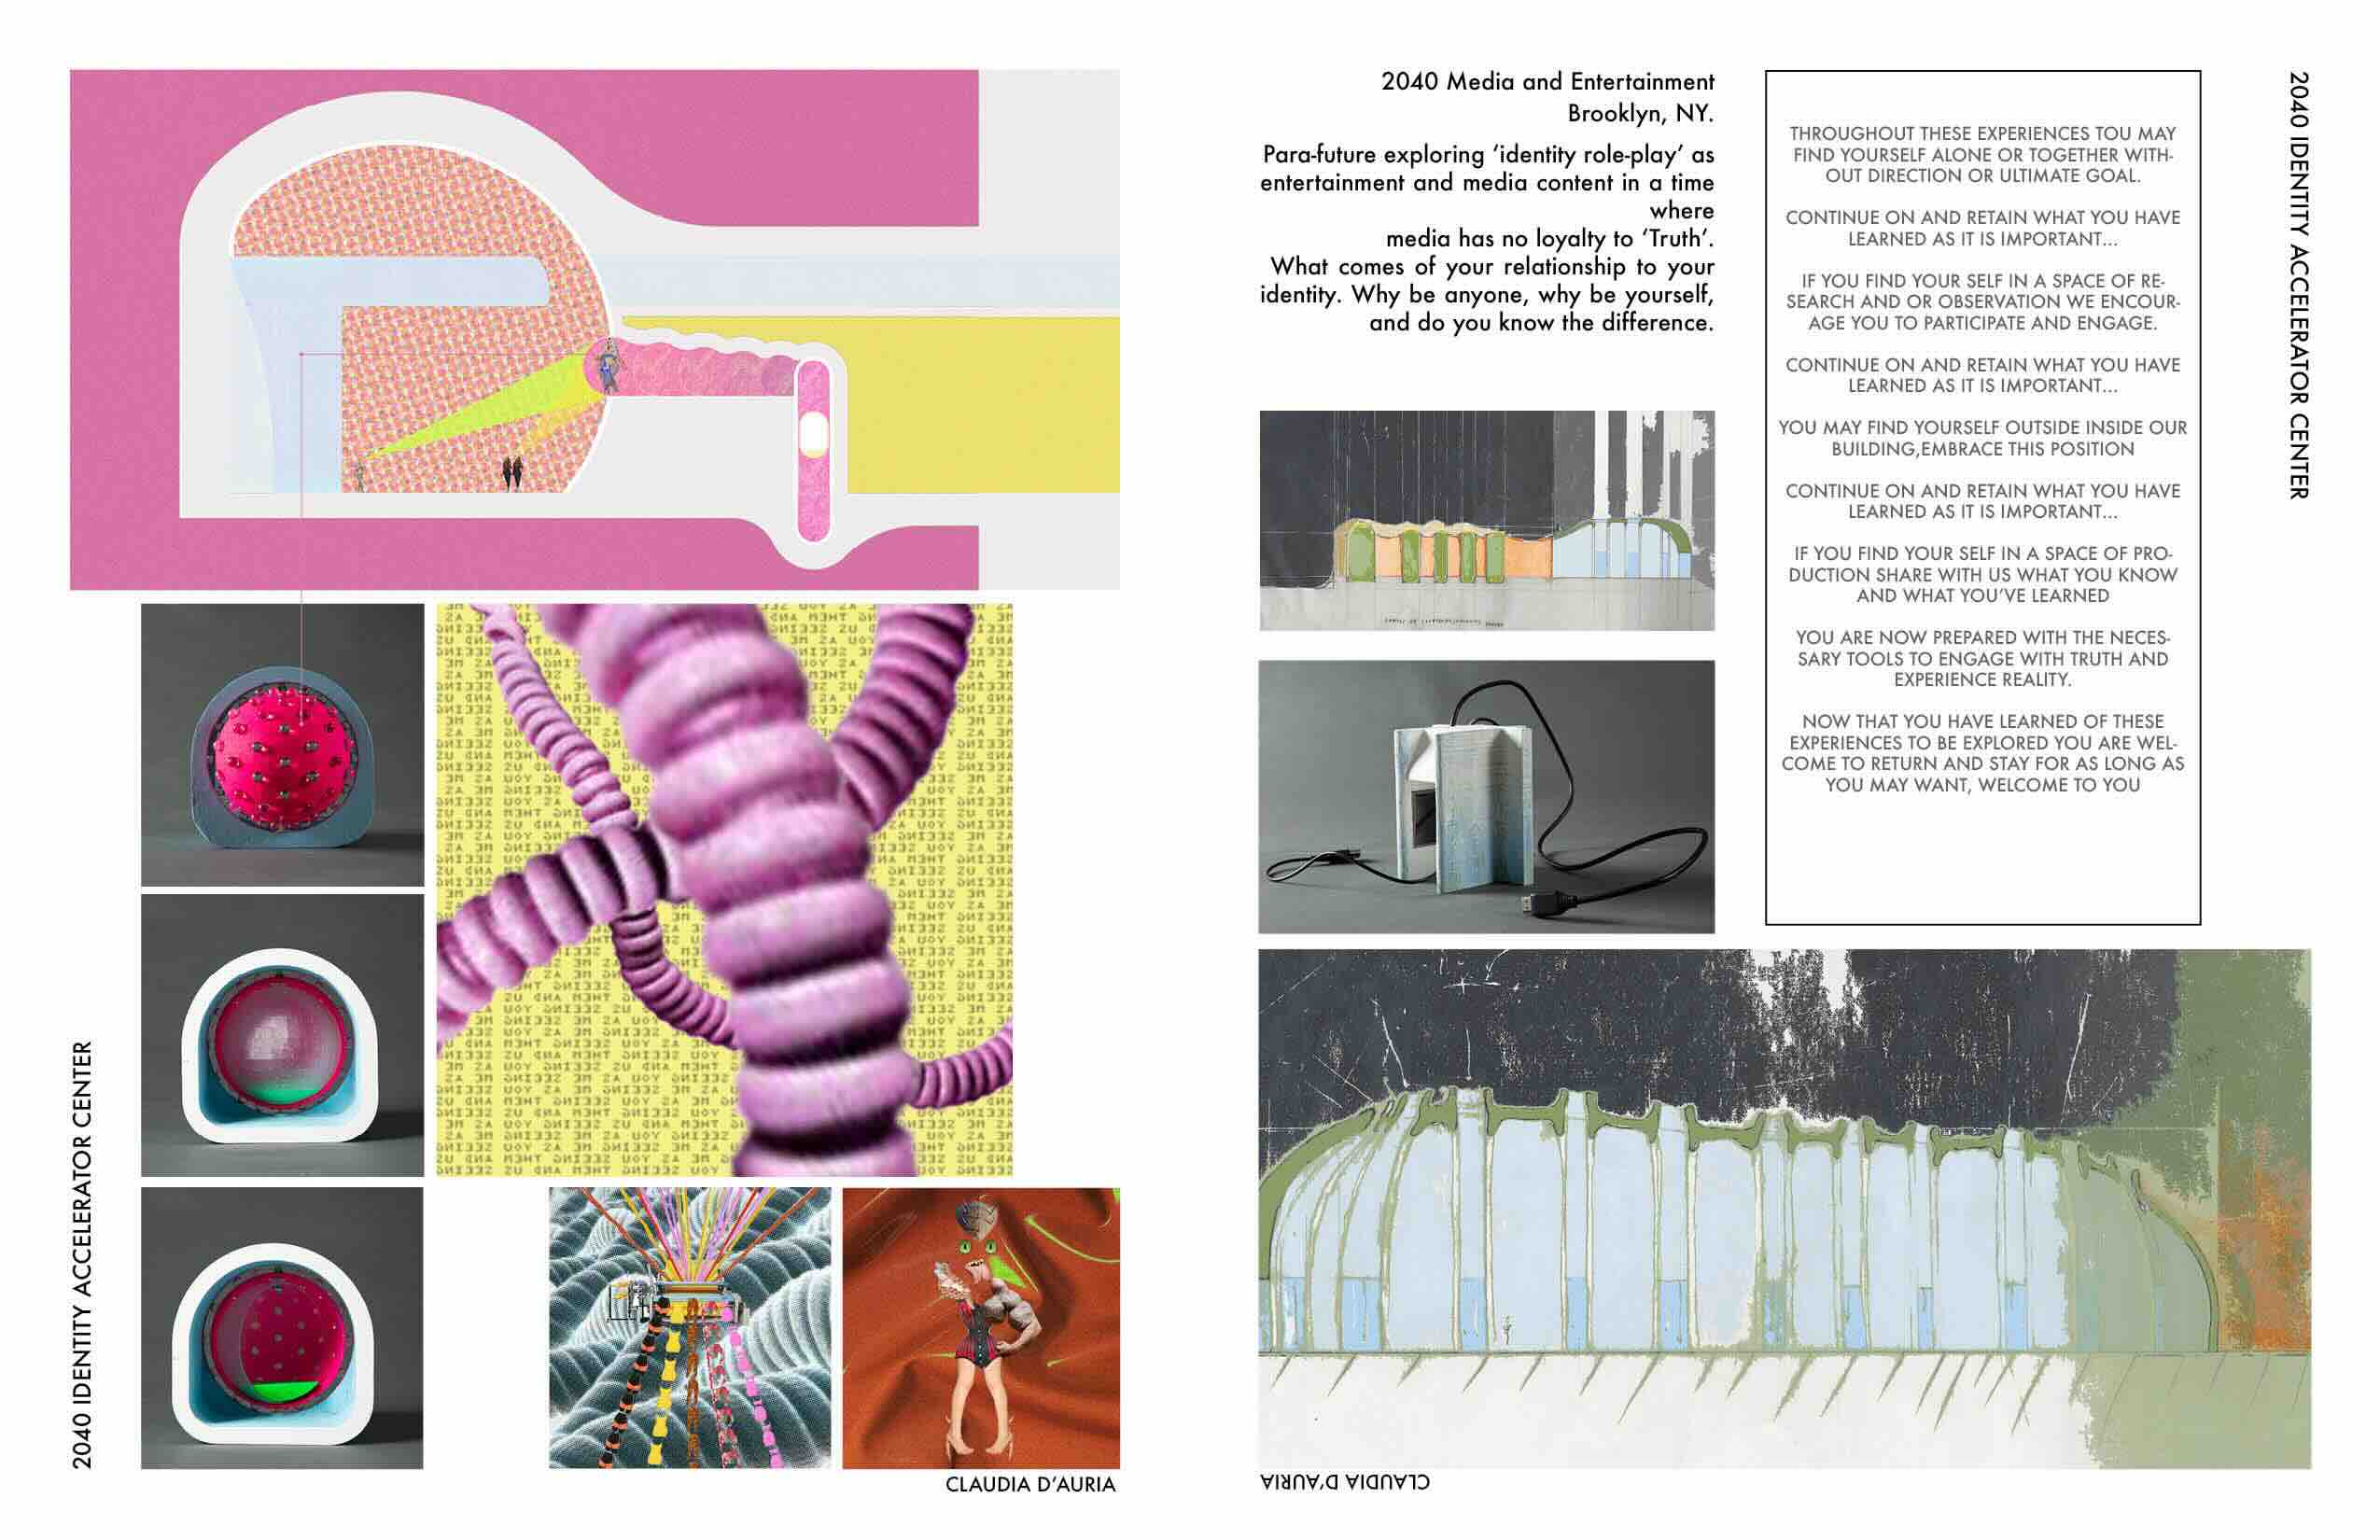 2040 IDENTITY ACCELERATOR CENTER
CLAUDIA D'AURIA
2040 Media and Entertainment
Brooklyn, NY.
Para-future exploring ‘identity role-play’ as
entertainment and media content in a time
where
media has no loyalty to ‘Truth’.
What comes of your relationship to your
identity. Why be anyone, why be yourself,
and do you know the difference.
THROUGHOUT THESE EXPERIENCES TOU MAY
FIND YOURSELF ALONE OR TOGETHER WITH-
OUT DIRECTION OR ULTIMATE GOAL.
CONTINUE ON AND RETAIN WHAT YOU HAVE
LEARNED AS IT IS IMPORTANT...
IF YOU FIND YOUR SELF IN A SPACE OF RE-
SEARCH AND OR OBSERVATION WE ENCOUR-
AGE YOU TO PARTICIPATE AND ENGAGE.
CONTINUE ON AND RETAIN WHAT YOU HAVE
LEARNED AS IT IS IMPORTANT...
YOU MAY FIND YOURSELF OUTSIDE INSIDE OUR
BUILDING,EMBRACE THIS POSITION
CONTINUE ON AND RETAIN WHAT YOU HAVE
LEARNED AS IT IS IMPORTANT...
IF YOU FIND YOUR SELF IN A SPACE OF PRO-
DUCTION SHARE WITH US WHAT YOU KNOW
AND WHAT YOU'VE LEARNED
YOU ARE NOW PREPARED WITH THE NECES-
SARY TOOLS TO ENGAGE WITH TRUTH AND
EXPERIENCE REALITY.
NOW THAT YOU HAVE LEARNED OF THESE
EXPERIENCES TO BE EXPLORED YOU ARE WEL-
COME TO RETURN AND STAY FOR AS LONG AS
YOU MAY WANT, WELCOME TO YOU
2040 IDENTITY ACCELERATOR CENTER
CLAUDIA D'AURIA